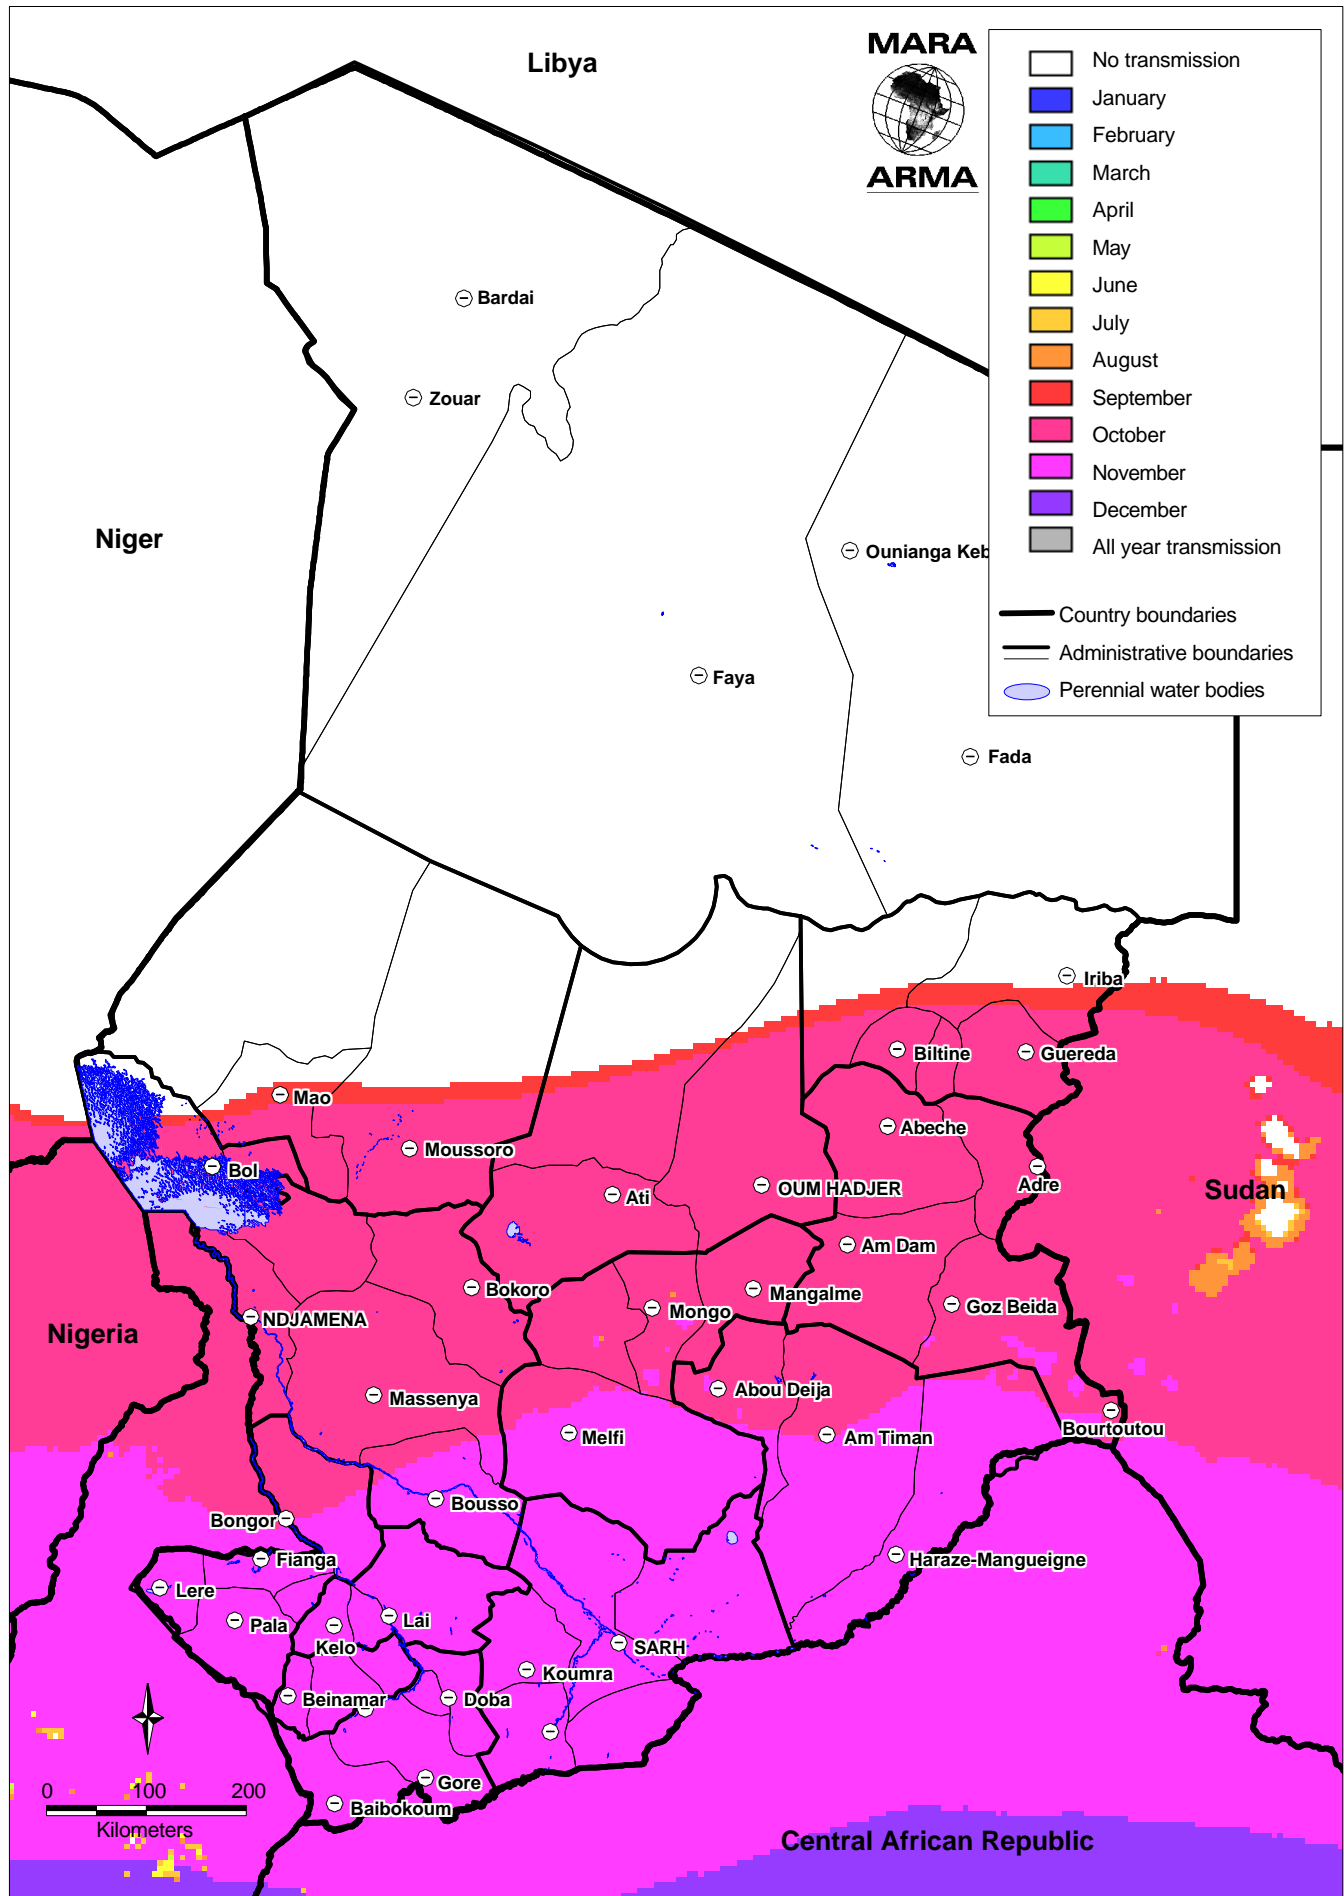 Libya
MARA
ARMA
No transmission
January
February
March
April
May
June
July
August
September
October
November
December
All year transmission
Country boundaries
Administrative boundaries
Perennial water bodies
Bardai
Zouar
Niger
Ounianga Keb
Faya
Fada
Iriba
Biltine
Guereda
Mao
Abeche
Moussoro
Bol
Adre
Sudan
OUM HADJER
Ati
Am Dam
Bokoro
Mangalme
Goz Beida
Mongo
NDJAMENA
Nigeria
Abou Deija
Massenya
Bourtoutou
Melfi
Am Timan
Bousso
Bongor
Fianga
Haraze-Mangueigne
Lere
Pala
Lai
Kelo
SARH
Koumra
Beinamar
Doba
Gore
0 100 200
Baibokoum
Kilometers
Central African Republic